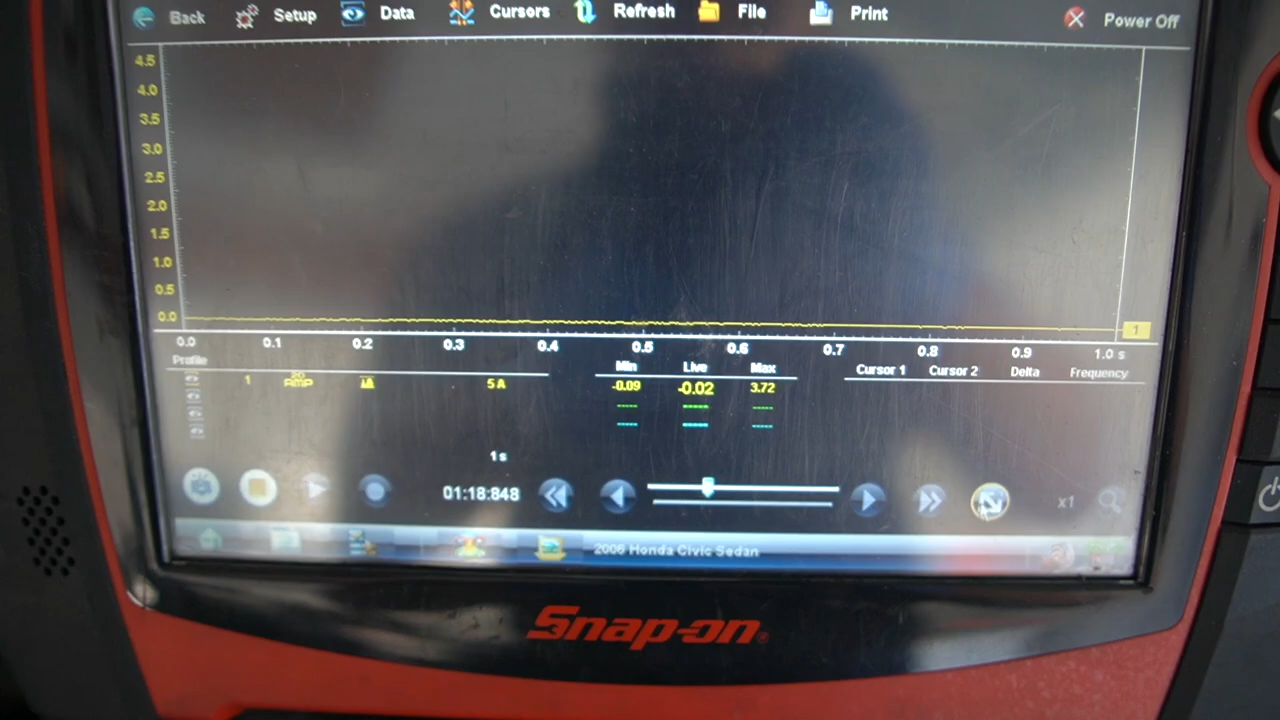 Back Setup Data Cursors Refresh File Print Power Off
4.5
4.0
3.5
3.0
2.5
2.0
1.5
1.0
0.5
0.0
1
0.0 0.1 0.2 0.3 0.4 0.5 0.6 0.7 0.8 0.9 1.0 s
Profile Min Live Max Cursor 1 Cursor 2 Delta Frequency
1 20 AMP 5 A -0.09 -0.02 3.72
1 s
01:18:848 x1
2006 Honda Civic Sedan
Snap-on